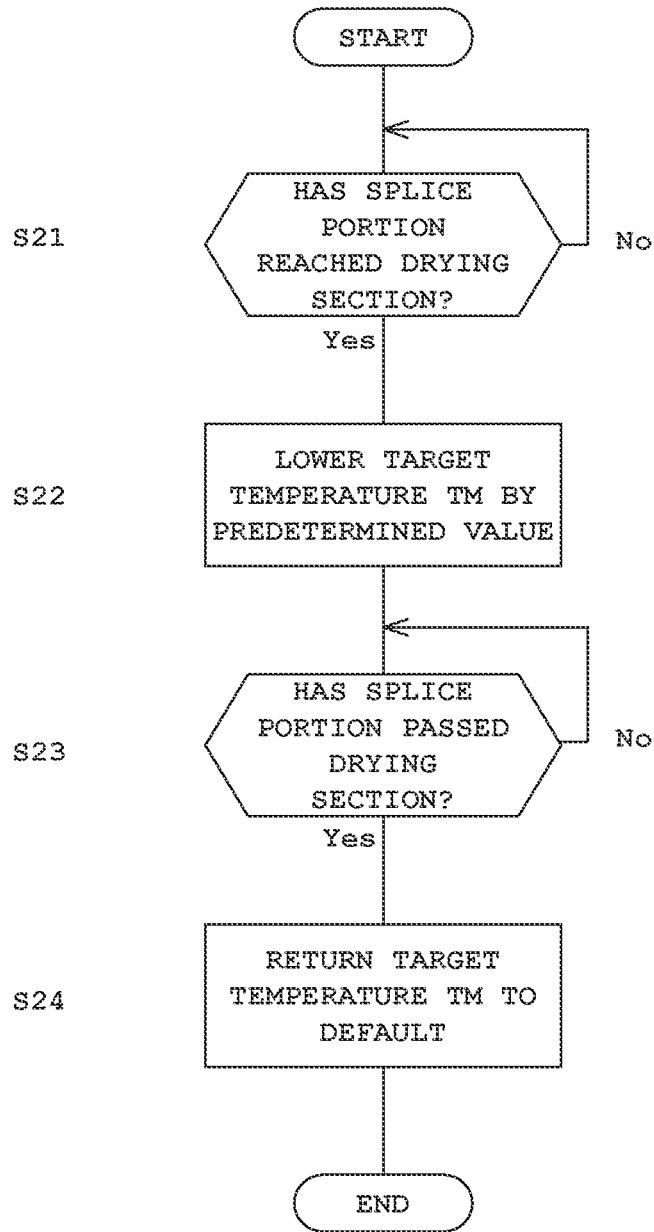 START
S21
HAS SPLICE
PORTION
REACHED DRYING
SECTION?
No
Yes
S22
LOWER TARGET
TEMPERATURE TM BY
PREDETERMINED VALUE
S23
HAS SPLICE
PORTION PASSED
DRYING
SECTION?
No
Yes
S24
RETURN TARGET
TEMPERATURE TM TO
DEFAULT
END